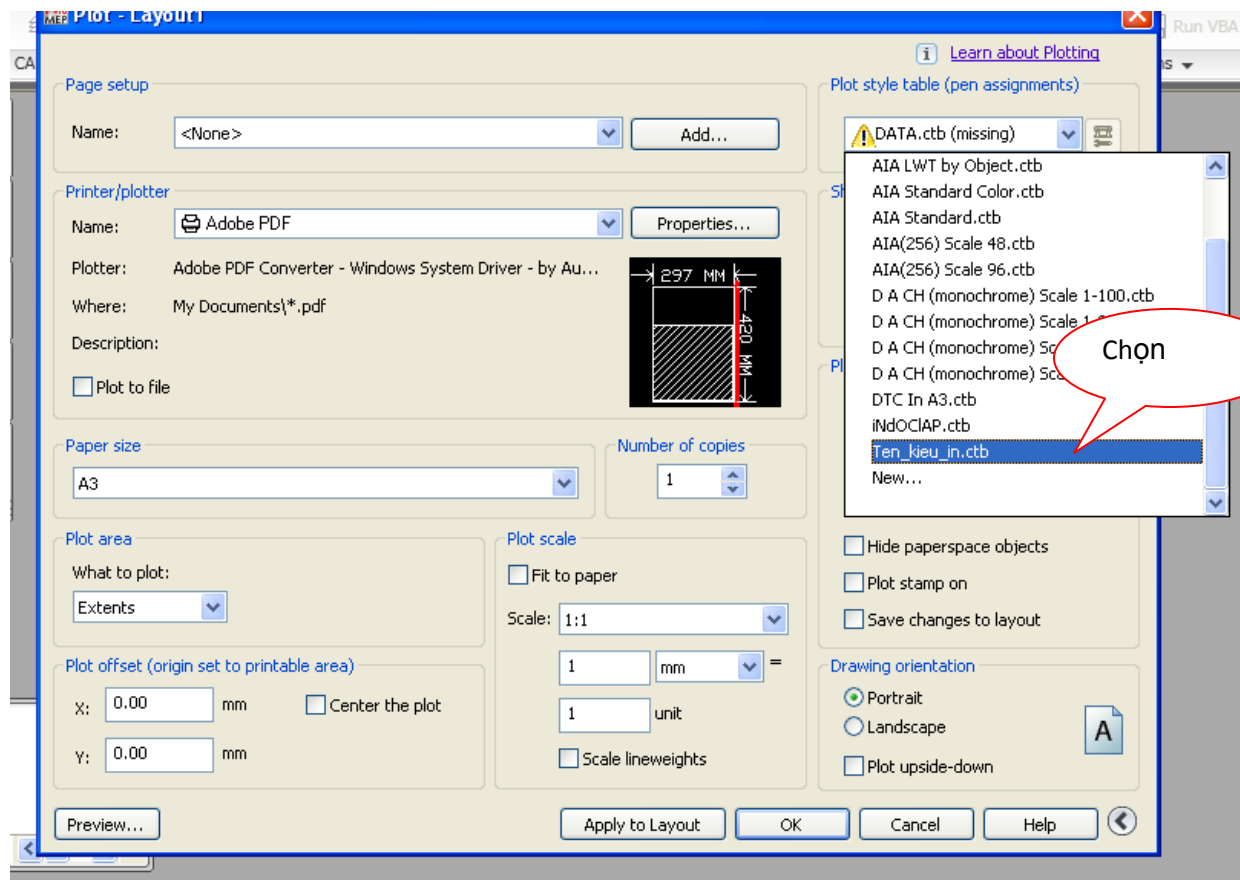 MEP Plot - Layout1
Run VBA
CA
Learn about Plotting
Page setup
Name: <None> Add...
Plot style table (pen assignments)
DATA.ctb (missing)
AIA LWT by Object.ctb
AIA Standard Color.ctb
AIA Standard.ctb
AIA(256) Scale 48.ctb
AIA(256) Scale 96.ctb
D A CH (monochrome) Scale 1-100.ctb
D A CH (monochrome) Scale
D A CH (monochrome)
D A CH (monochrome)
DTC In A3.ctb
iNdOClAP.ctb
Ten_kieu_in.ctb
New...
Chọn
Printer/plotter
Name: Adobe PDF Properties...
Plotter: Adobe PDF Converter - Windows System Driver - by Au...
Where: My Documents\*.pdf
Description:
Plot to file
297 MM
420 MM
Paper size
A3
Number of copies
1
Plot area
What to plot:
Extents
Plot scale
Fit to paper
Scale: 1:1
1 mm =
1 unit
Scale lineweights
Plot offset (origin set to printable area)
X: 0.00 mm Center the plot
Y: 0.00 mm
Hide paperspace objects
Plot stamp on
Save changes to layout
Drawing orientation
Portrait
Landscape
A
Plot upside-down
Preview... Apply to Layout OK Cancel Help